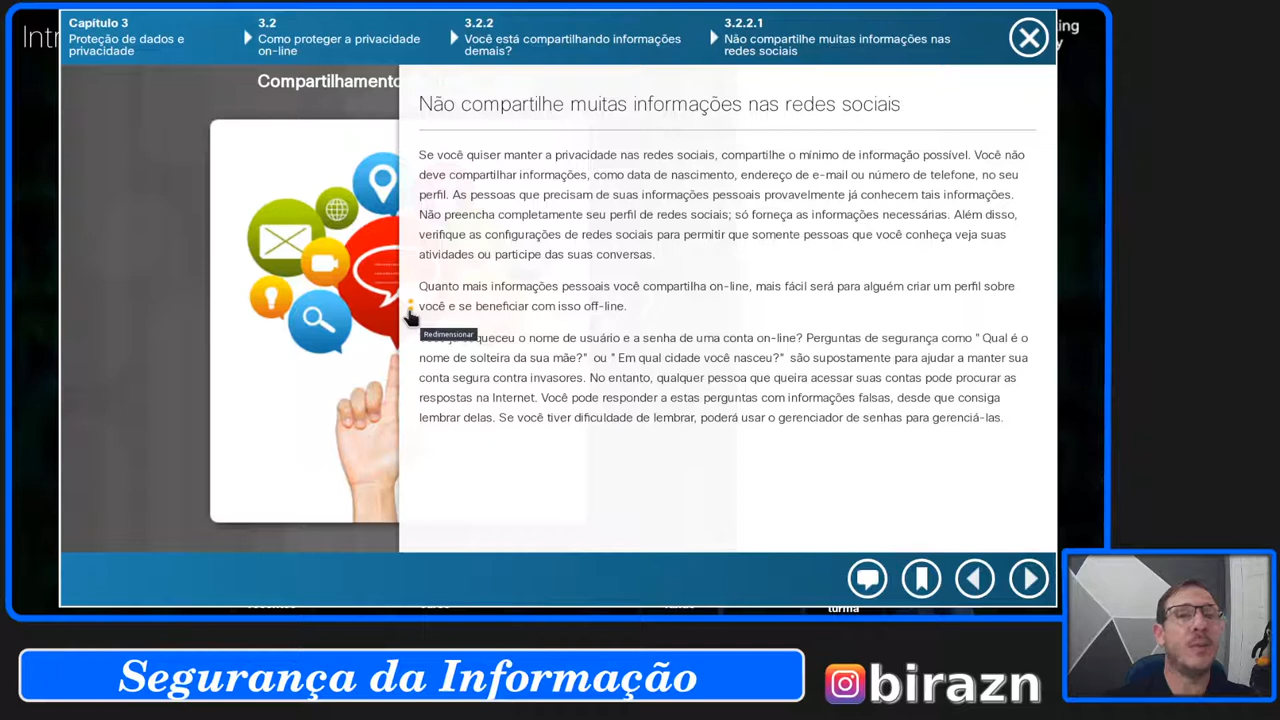 Intr
king
y
Capítulo 3
Proteção de dados e
privacidade
3.2
Como proteger a privacidade
on-line
3.2.2
Você está compartilhando informações
demais?
3.2.2.1
Não compartilhe muitas informações nas
redes sociais
Compartilhamento
Não compartilhe muitas informações nas redes sociais
Se você quiser manter a privacidade nas redes sociais, compartilhe o mínimo de informação possível. Você não
deve compartilhar informações, como data de nascimento, endereço de e-mail ou número de telefone, no seu
perfil. As pessoas que precisam de suas informações pessoais provavelmente já conhecem tais informações.
Não preencha completamente seu perfil de redes sociais; só forneça as informações necessárias. Além disso,
verifique as configurações de redes sociais para permitir que somente pessoas que você conheça veja suas
atividades ou participe das suas conversas.
Quanto mais informações pessoais você compartilha on-line, mais fácil será para alguém criar um perfil sobre
você e se beneficiar com isso off-line.
Redimensionar
queceu o nome de usuário e a senha de uma conta on-line? Perguntas de segurança como "Qual é o
nome de solteira da sua mãe?" ou "Em qual cidade você nasceu?" são supostamente para ajudar a manter sua
conta segura contra invasores. No entanto, qualquer pessoa que queira acessar suas contas pode procurar as
respostas na Internet. Você pode responder a estas perguntas com informações falsas, desde que consiga
lembrar delas. Se você tiver dificuldade de lembrar, poderá usar o gerenciador de senhas para gerenciá-las.
turma
Segurança da Informação
birazn